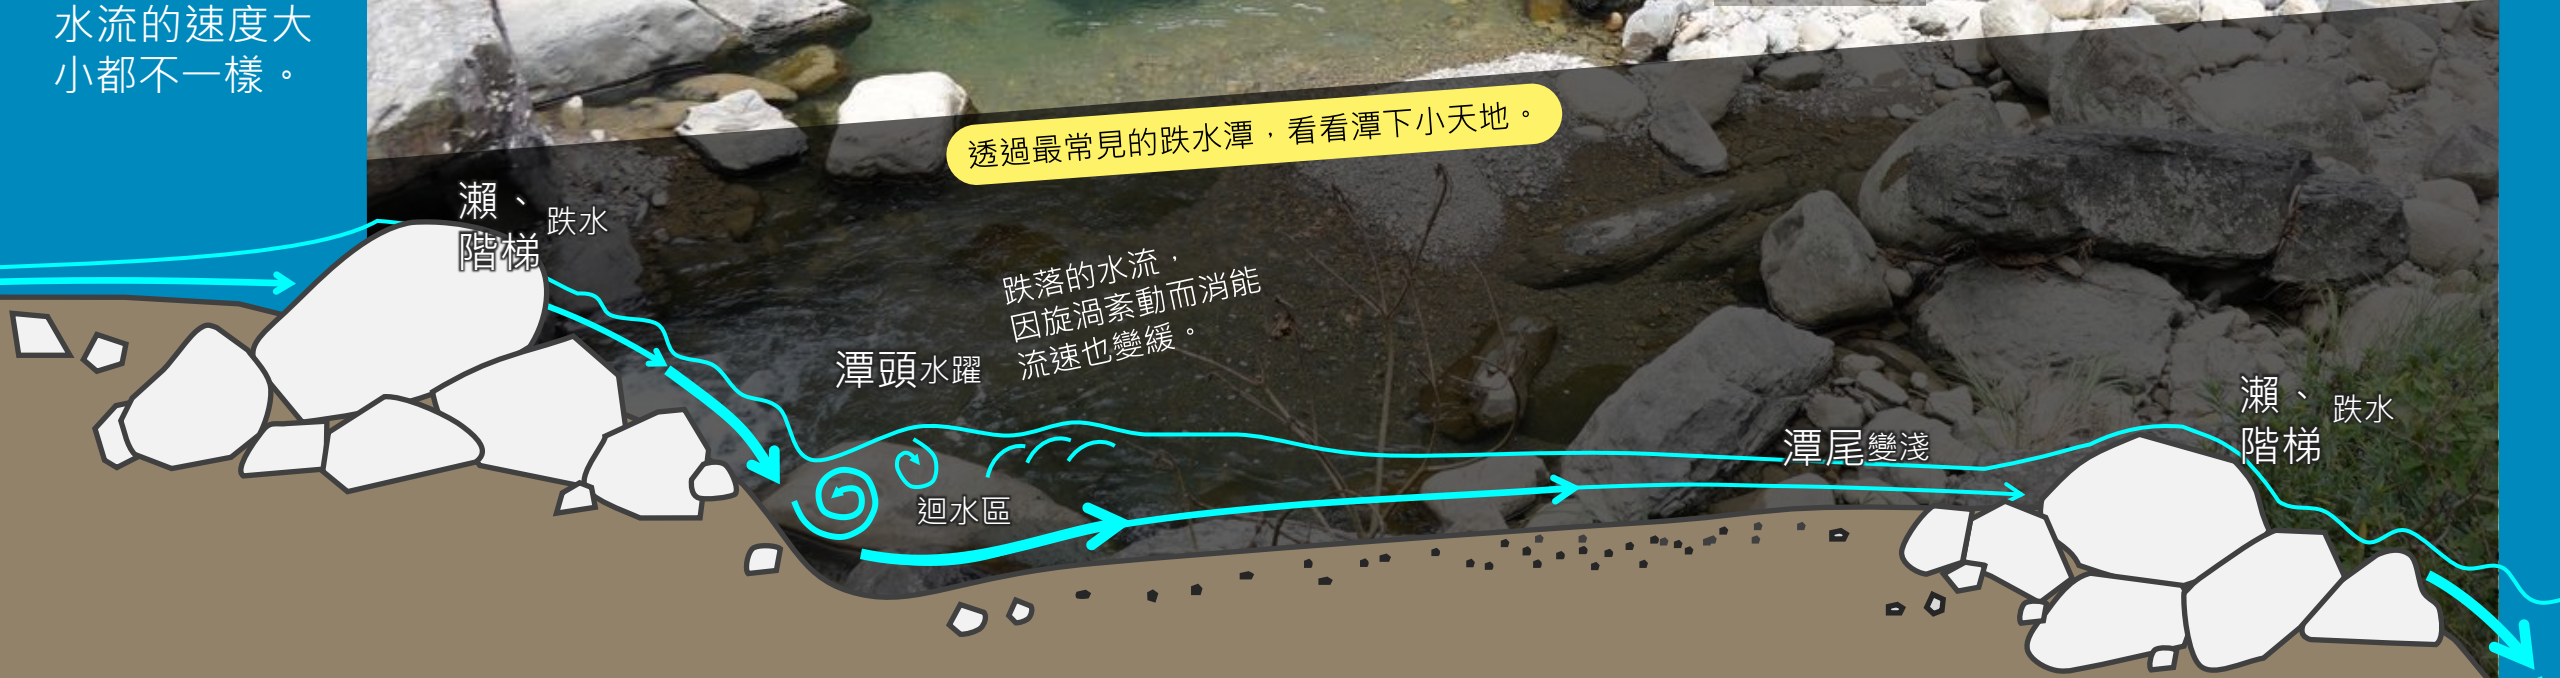 水流的速度大
小都不一樣。
透過最常見的跌水潭，看看潭下小天地。
瀨、
階梯
跌水
跌落的水流，
因旋渦紊動而消能
流速也變緩。
潭頭水躍
迴水區
潭尾變淺
瀨、
階梯
跌水